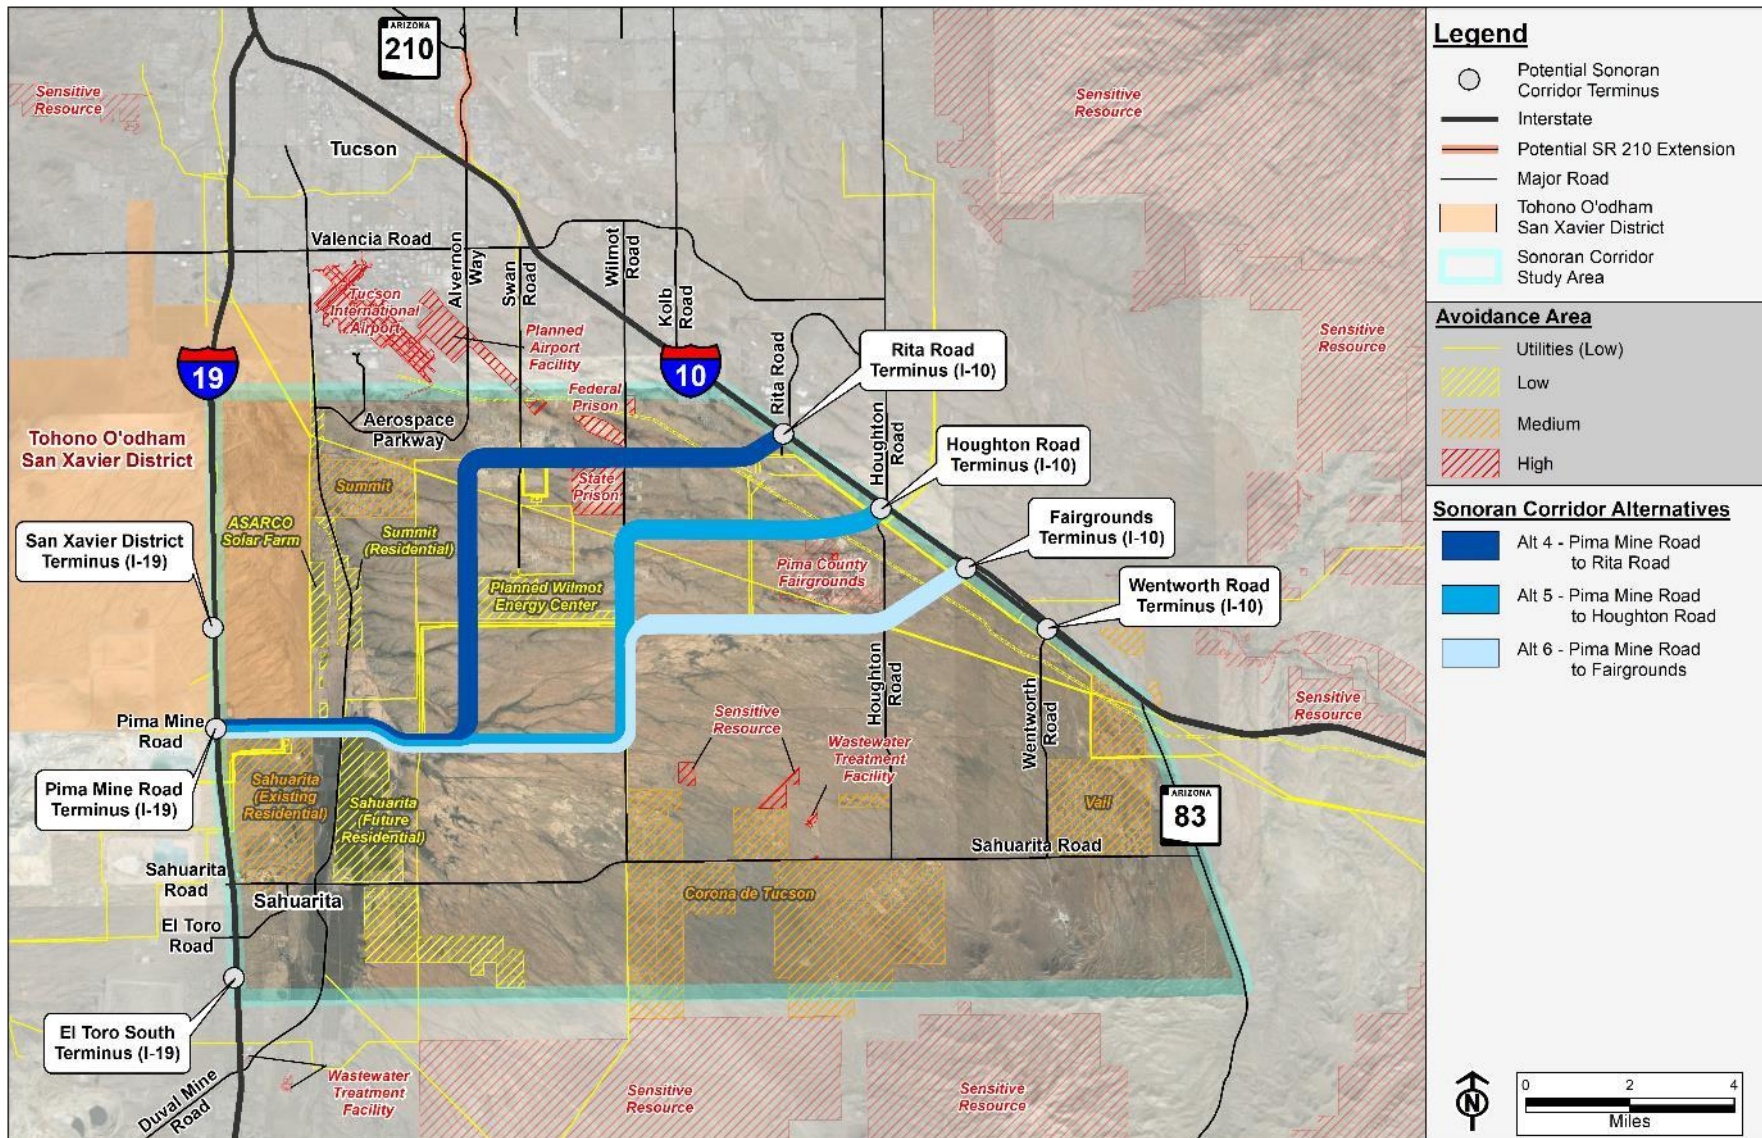 ARIZONA
210
Sensitive
Resource
Sensitive
Resource
Tucson
Valencia Road
Alvernon
Way
Swan
Road
Wilmot
Road
Kolb
Road
Tucson
International
Airport
Planned
Airport
Facility
Federal
Prison
19
10
Rita Road
Rita Road
Terminus (I-10)
Sensitive
Resource
Aerospace
Parkway
Houghton
Road
Houghton Road
Terminus (I-10)
Tohono O'odham
San Xavier District
Summit
State
Prison
ASARCO
Solar Farm
Summit
(Residential)
San Xavier District
Terminus (I-19)
Fairgrounds
Terminus (I-10)
Pima County
Fairgrounds
Planned Wilmot
Energy Center
Wentworth Road
Terminus (I-10)
Houghton
Road
Wentworth
Road
Sensitive
Resource
Pima Mine
Road
Sensitive
Resource
Wastewater
Treatment
Facility
Pima Mine Road
Terminus (I-19)
Sahuarita
(Existing
Residential)
Sahuarita
(Future
Residential)
Vail
ARIZONA
83
Sahuarita Road
Sahuarita
Road
Sahuarita
Corona de Tucson
El Toro
Road
El Toro South
Terminus (I-19)
Duval Mine
Road
Wastewater
Treatment
Facility
Sensitive
Resource
Sensitive
Resource
Legend
Potential Sonoran
Corridor Terminus
Interstate
Potential SR 210 Extension
Major Road
Tohono O'odham
San Xavier District
Sonoran Corridor
Study Area
Avoidance Area
Utilities (Low)
Low
Medium
High
Sonoran Corridor Alternatives
Alt 4 - Pima Mine Road
to Rita Road
Alt 5 - Pima Mine Road
to Houghton Road
Alt 6 - Pima Mine Road
to Fairgrounds
N
0 2 4
Miles